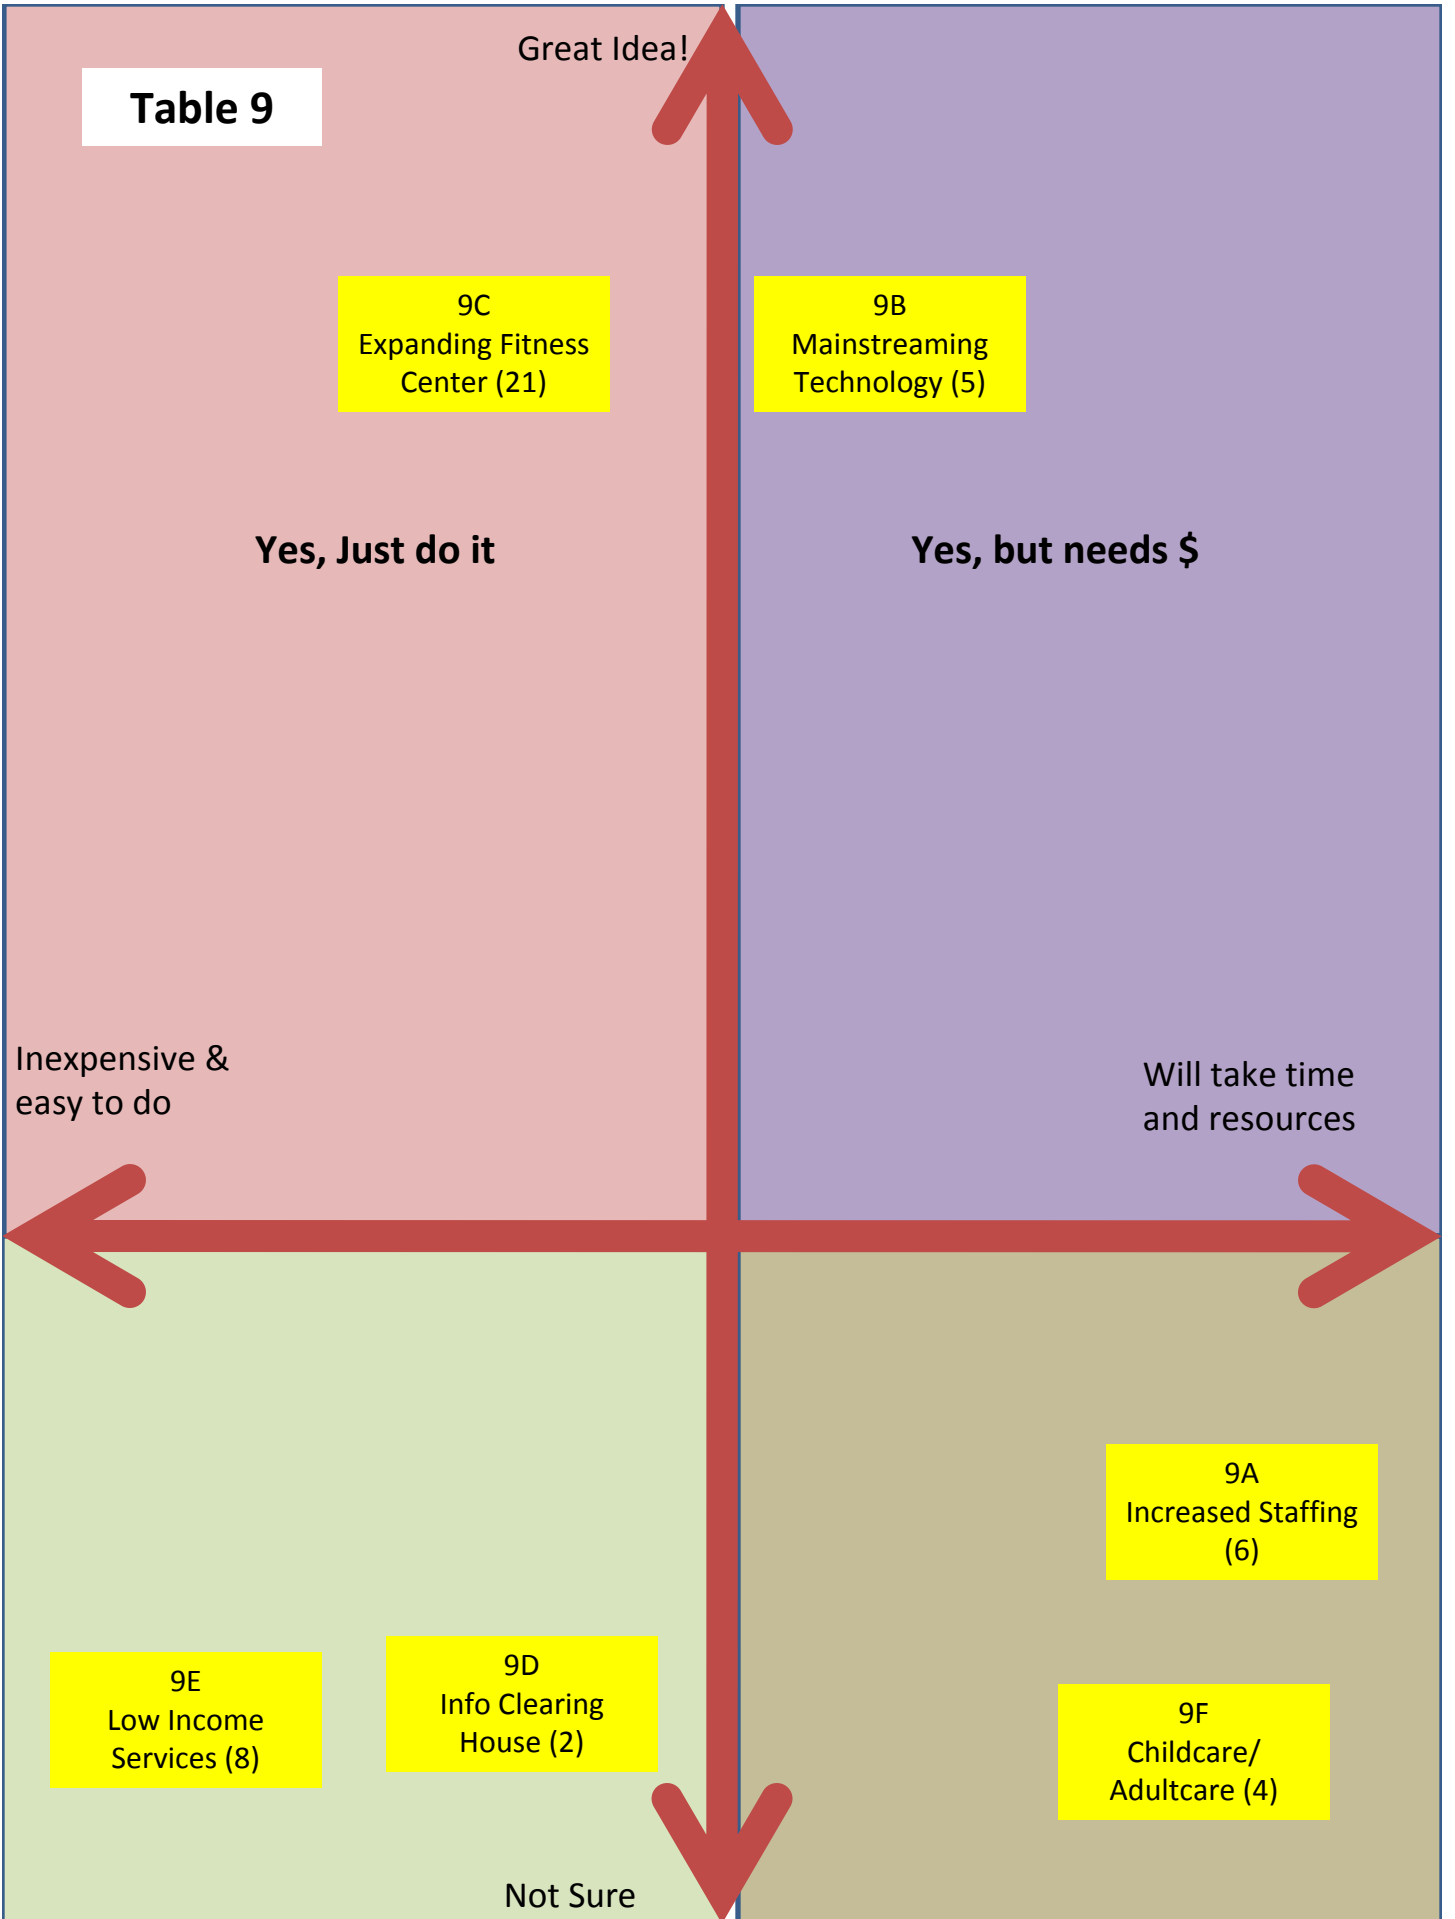 Great Idea!
Table 9
9C
Expanding Fitness
Center (21)
9B
Mainstreaming
Technology (5)
Yes, Just do it
Yes, but needs $
Inexpensive &
easy to do
Will take time
and resources
9A
Increased Staffing
(6)
9E
Low Income
Services (8)
9D
Info Clearing
House (2)
9F
Childcare/
Adultcare (4)
Not Sure